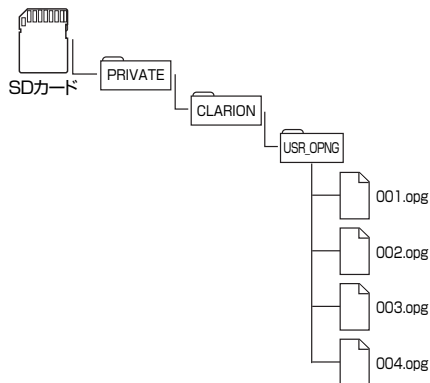 SDカード
PRIVATE
CLARION
USR_OPNG
001.opg
002.opg
003.opg
004.opg